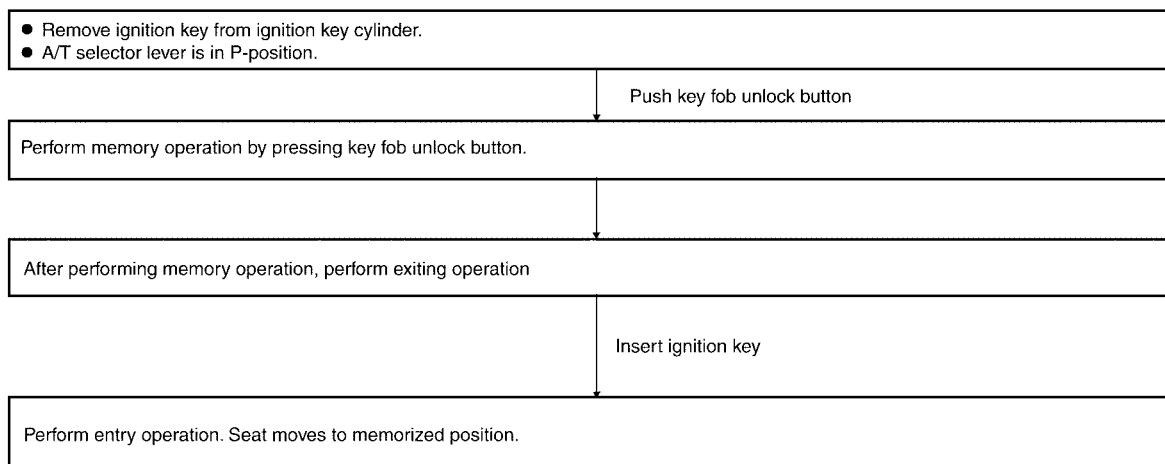 ● Remove ignition key from ignition key cylinder.
● A/T selector lever is in P-position.
Push key fob unlock button
Perform memory operation by pressing key fob unlock button.
After performing memory operation, perform exiting operation
Insert ignition key
Perform entry operation. Seat moves to memorized position.